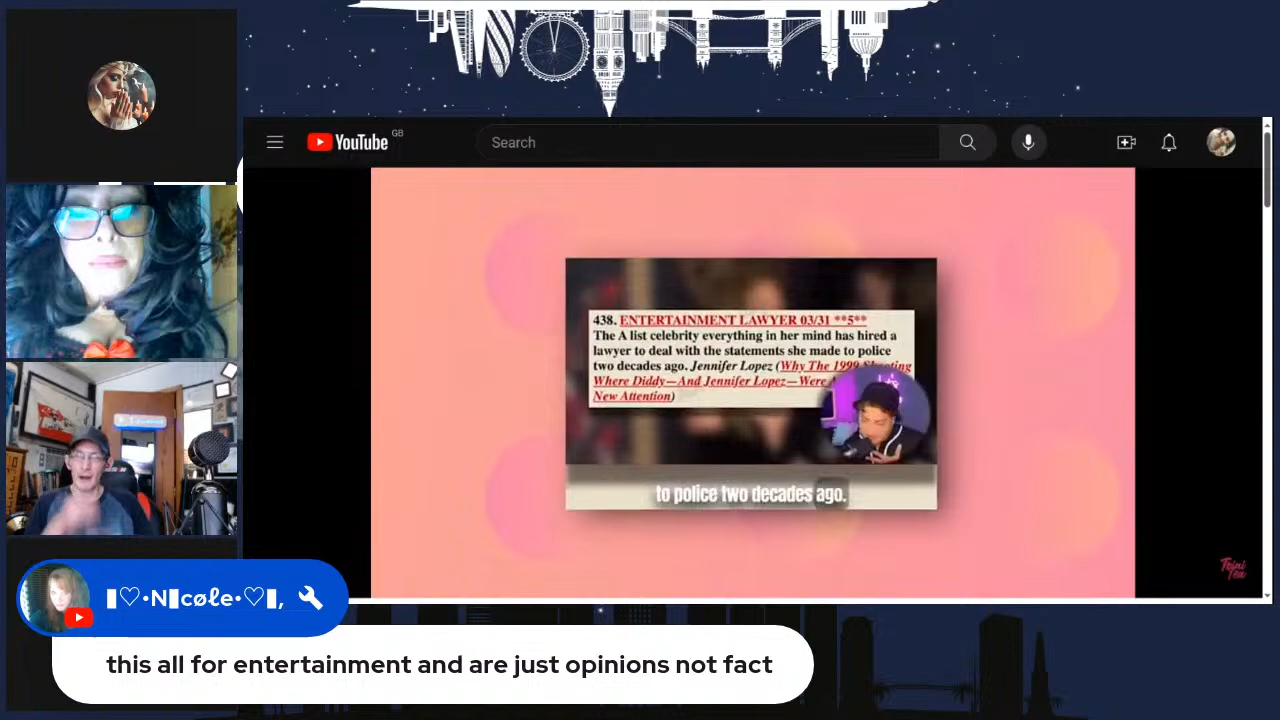 YouTube GB
Search
438. ENTERTAINMENT LAWYER 03/31 **5**
The A list celebrity everything in her mind has hired a
lawyer to deal with the statements she made to police
two decades ago. Jennifer Lopez (Why The 1999 Shooting
Where Diddy—And Jennifer Lopez—Were
New Attention)
to police two decades ago.
Teini
Tea
▮♡•N▮cøℓe•♡▮,
this all for entertainment and are just opinions not fact